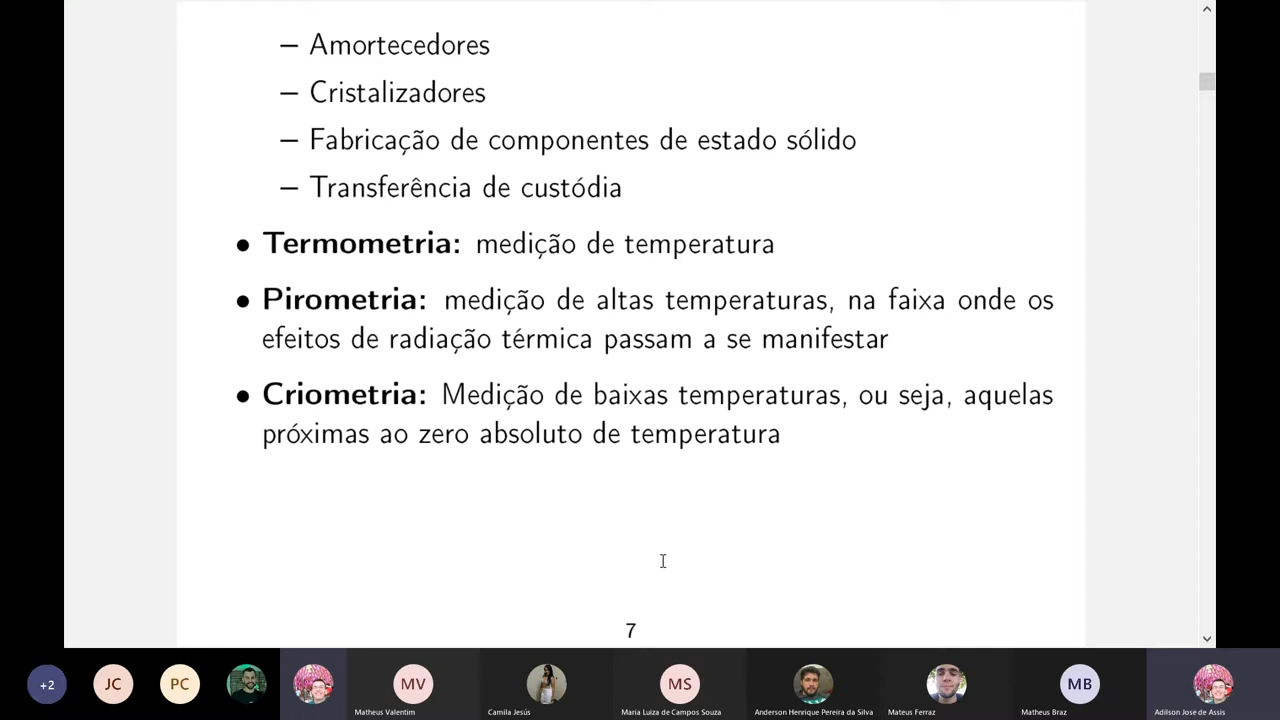 – Amortecedores
– Cristalizadores
– Fabricação de componentes de estado sólido
– Transferência de custódia
• Termometria: medição de temperatura
• Pirometria: medição de altas temperaturas, na faixa onde os
efeitos de radiação térmica passam a se manifestar
• Criometria: Medição de baixas temperaturas, ou seja, aquelas
próximas ao zero absoluto de temperatura
7
+2 JC PC MV MS MB
Matheus Valentim Camila Jesús Maria Luiza de Campos Souza Anderson Henrique Pereira da Silva Mateus Ferraz Matheus Braz Adilson Jose de Assis